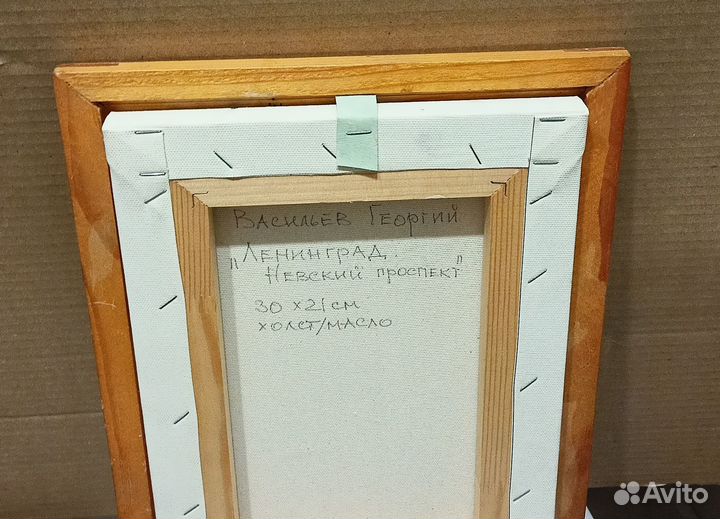 ВАСИЛЬЕВ ГЕОРГИЙ
„ЛЕНИНГРАД.
НЕВСКИЙ ПРОСПЕКТ"
30 х 21 см
ХОЛСТ/МАСЛО
Avito